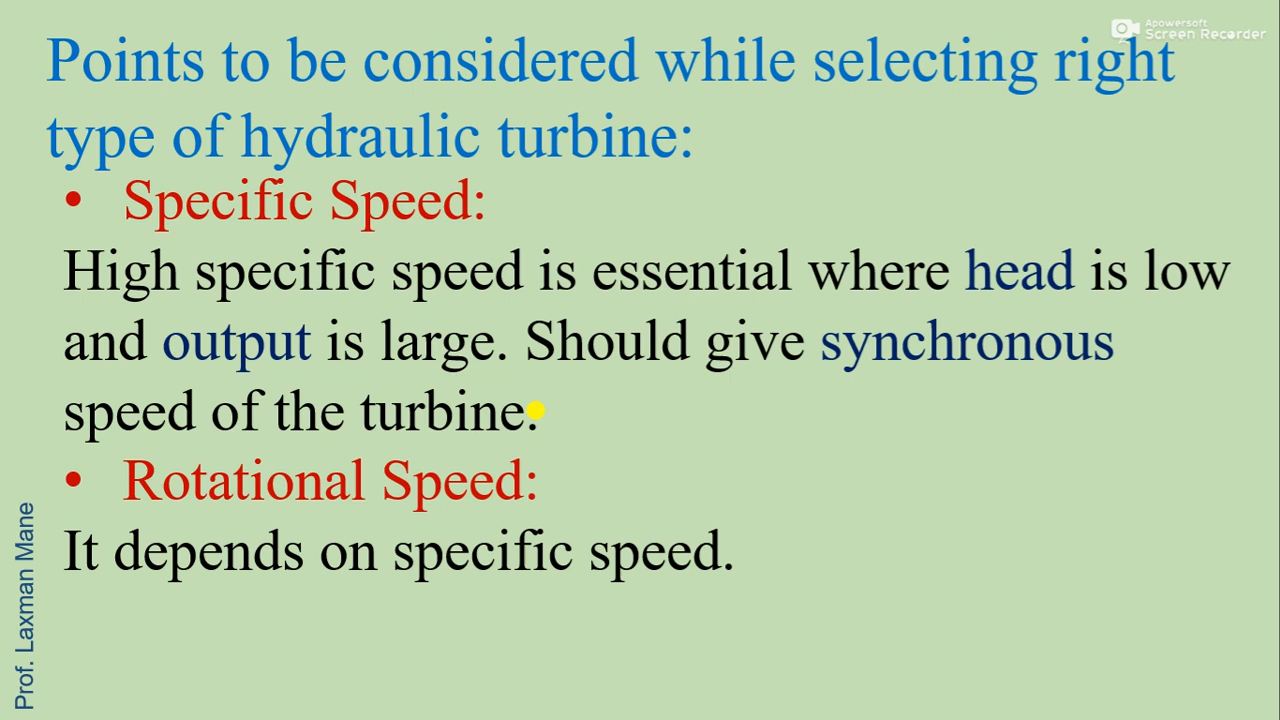 Apowersoft
Screen Recorder
Points to be considered while selecting right
type of hydraulic turbine:
• Specific Speed:
High specific speed is essential where head is low
and output is large. Should give synchronous
speed of the turbine.
• Rotational Speed:
It depends on specific speed.
Prof. Laxman Mane